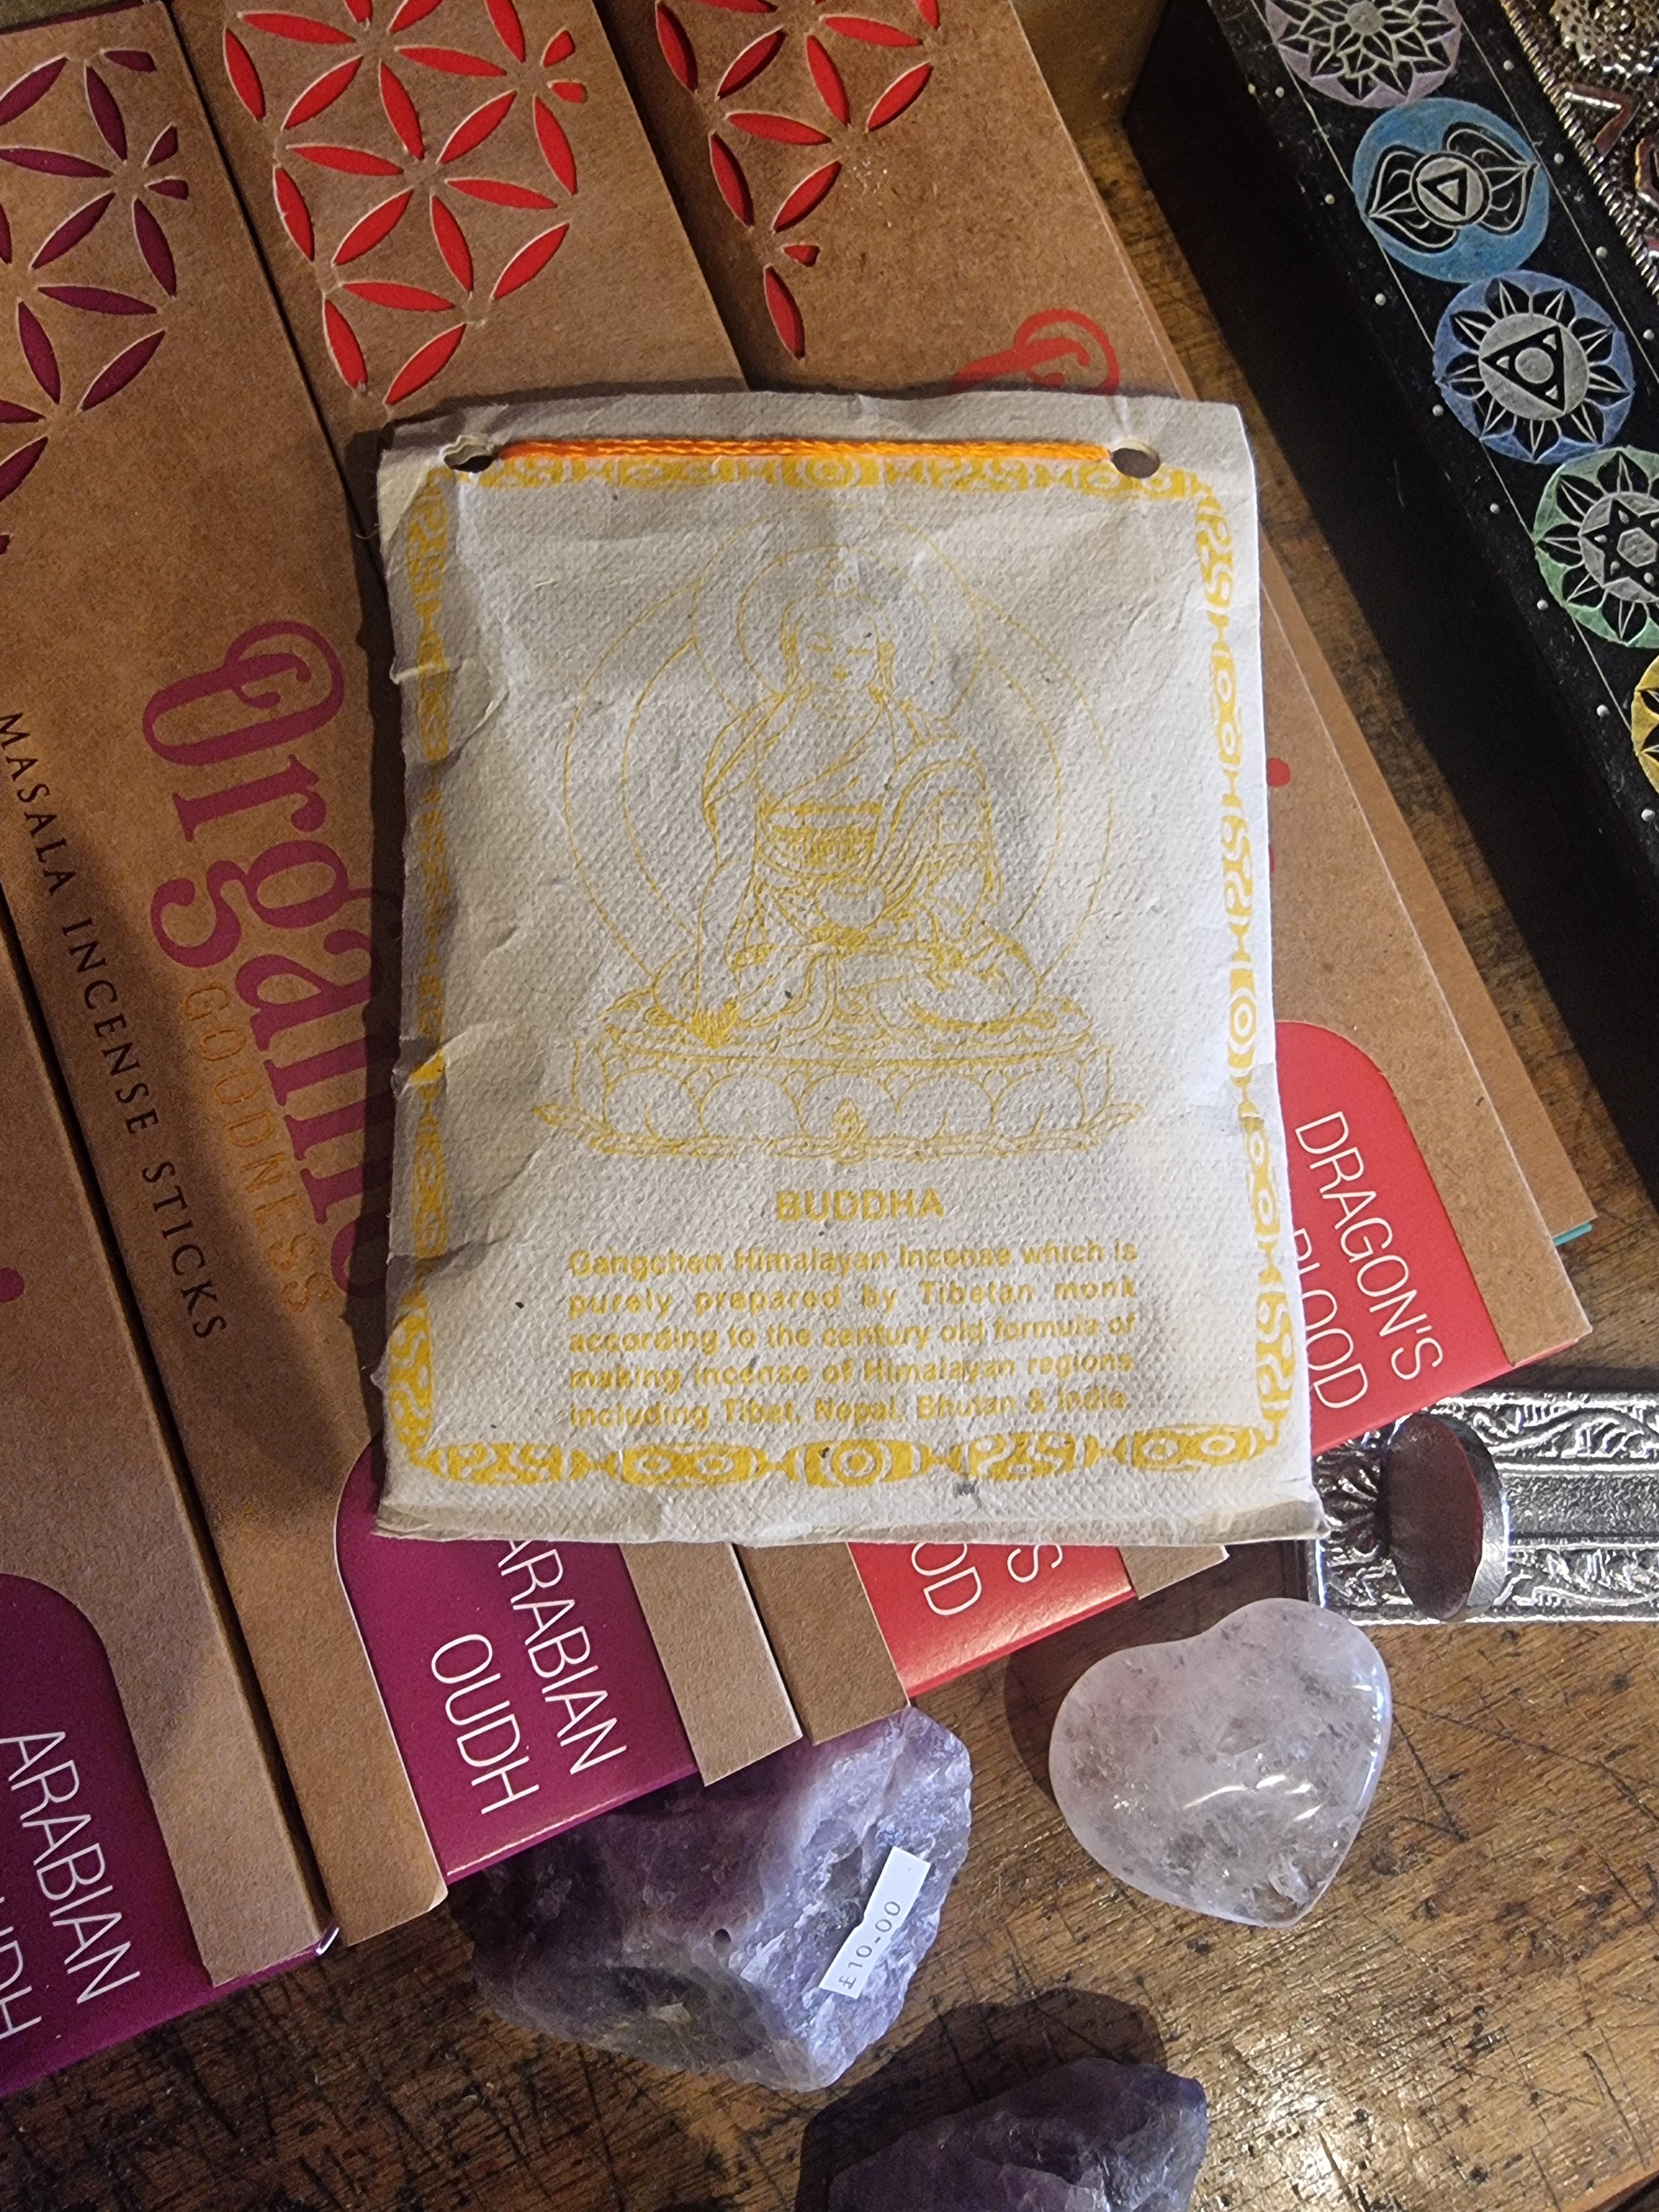 BUDDHA
Gangchen Himalayan Incense which is
purely prepared by Tibetan monk
according to the century old formula of
making incense of Himalayan regions
including Tibet, Nepal, Bhutan & India.
Organic
GOODNESS
MASALA INCENSE STICKS
DRAGON'S
BLOOD
ARABIAN
OUDH
ARABIAN
£10-00